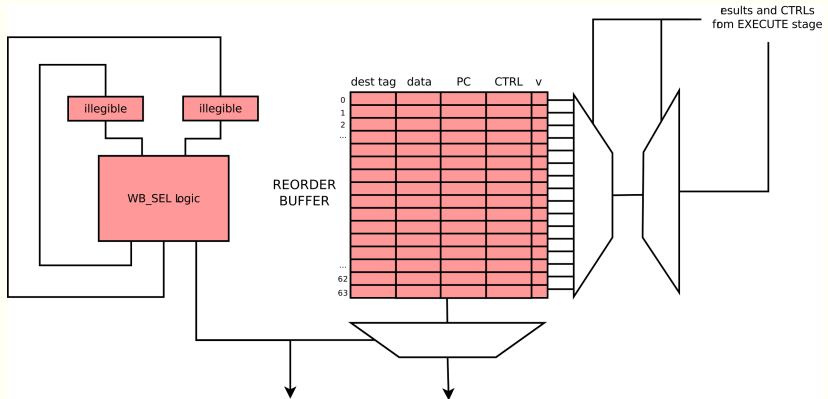 esults and CTRLs
fom EXECUTE stage
dest tag data PC CTRL v
illegible illegible
0
1
2
...
REORDER
BUFFER
WB_SEL logic
...
62
63